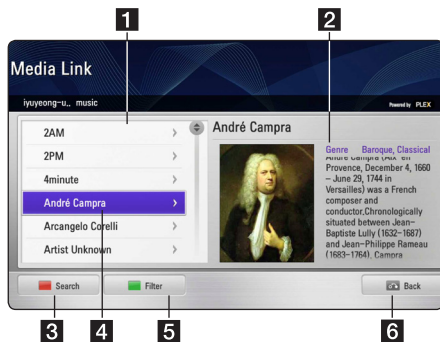 1
2
Media Link
iyuyeong-u.. music
Powered by PLEX
2AM
2PM
4minute
André Campra
Arcangelo Corelli
Artist Unknown
André Campra
Genre Baroque, Classical
André Campra (Aix en
Provence, December 4, 1660
– June 29, 1744 in
Versailles) was a French
composer and
conductor.Chronologically
situated between Jean-
Baptiste Lully (1632-1687)
and Jean-Philippe Rameau
(1683-1764), Campra
Search
Filter
Back
3
4
5
6